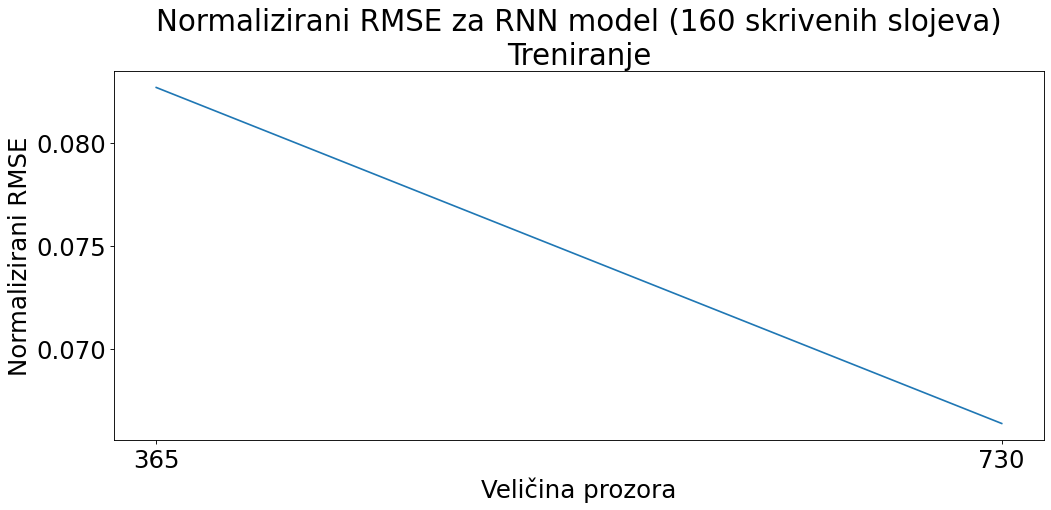 Normalizirani RMSE za RNN model (160 skrivenih slojeva)
Treniranje
Normalizirani RMSE
0.080
0.075
0.070
365
730
Veličina prozora